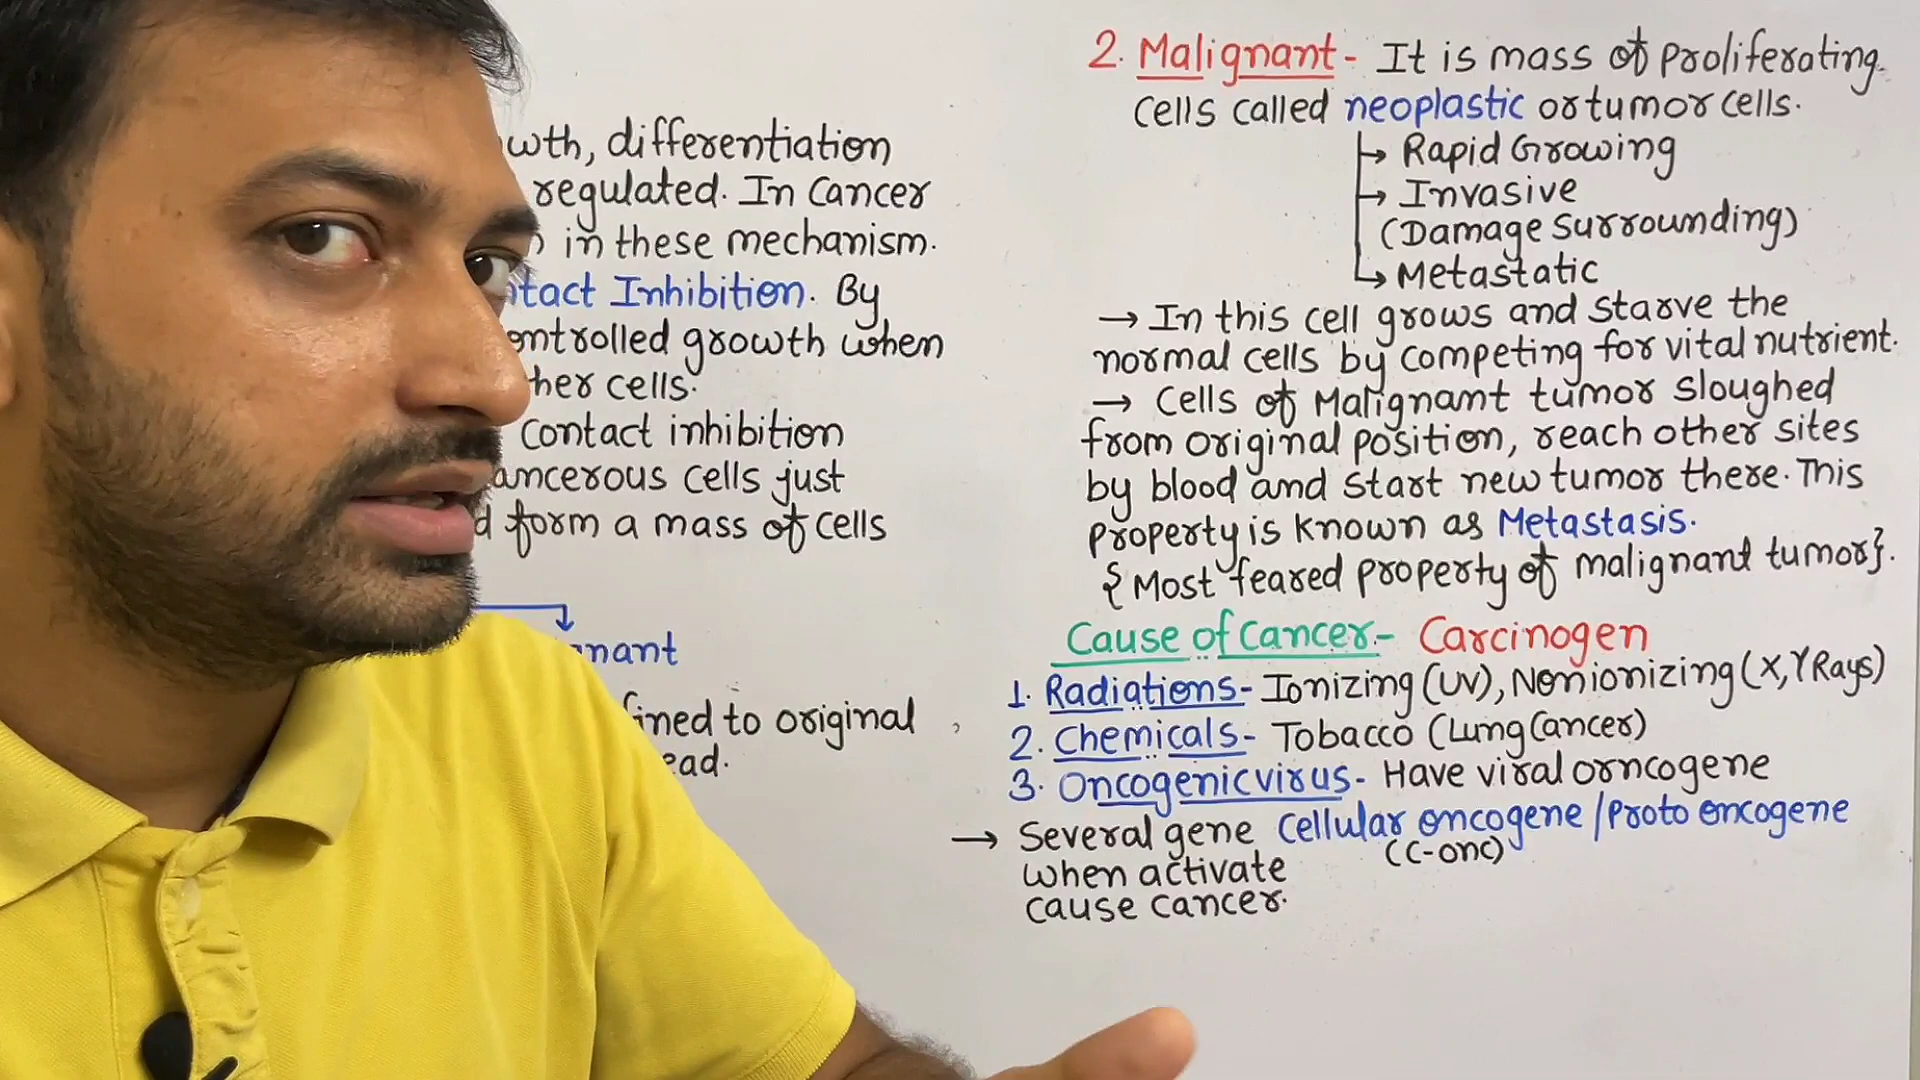 wth, differentiation
regulated. In Cancer
in these mechanism.
tact Inhibition. By
ontrolled growth when
her cells.
Contact inhibition
ancerous cells just
d form a mass of cells
nant
fined to original
ead.
2. Malignant - It is mass of proliferating
cells called neoplastic or tumor cells.
→ Rapid Growing
→ Invasive
(Damage Surrounding)
→ Metastatic
→ In this cell grows and starve the
normal cells by competing for vital nutrient.
→ Cells of Malignant tumor sloughed
from original position, reach other sites
by blood and start new tumor there. This
property is known as Metastasis.
{Most feared property of malignant tumor}.
Cause of Cancer - Carcinogen
1. Radiations - Ionizing (UV), Nonionizing (X, γ Rays)
2. Chemicals - Tobacco (Lung Cancer)
3. Oncogenic virus - Have viral orncogene
→ Several gene Cellular oncogene / Proto oncogene
(C-onc)
when activate
cause cancer.